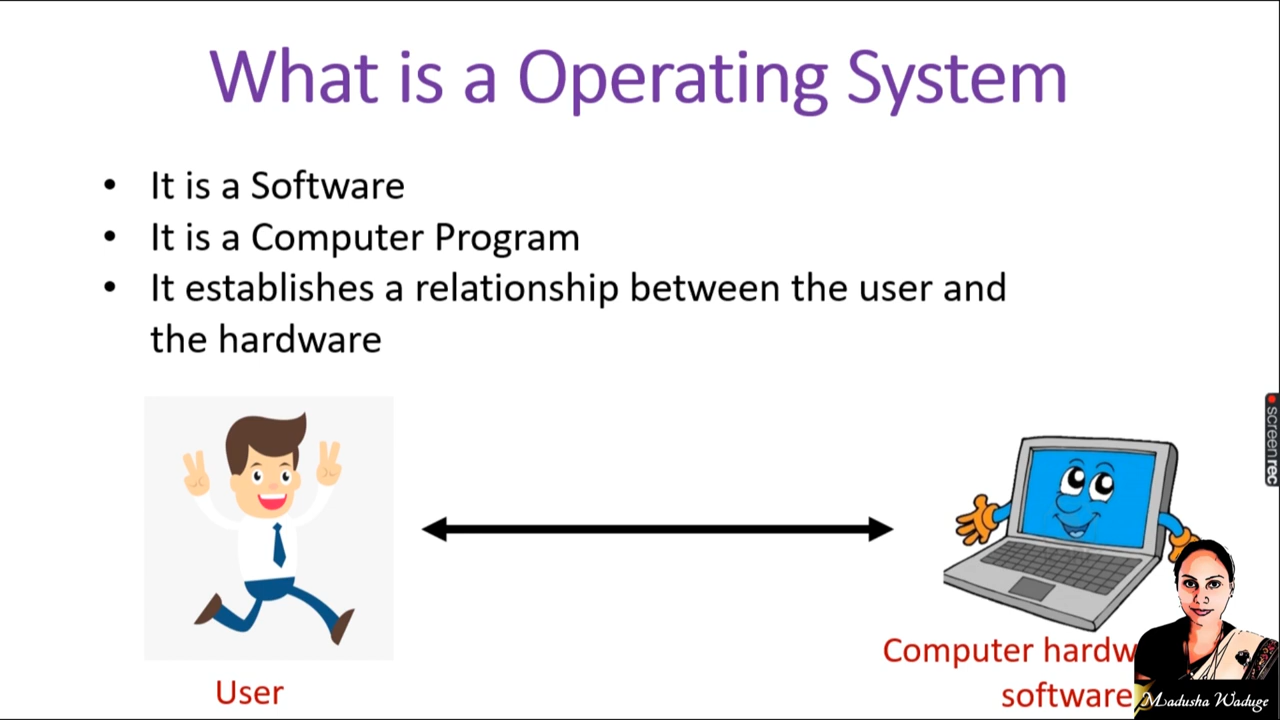 What is a Operating System
• It is a Software
• It is a Computer Program
• It establishes a relationship between the user and
the hardware
screenrec
User
Computer hardw
software
Madusha Waduge